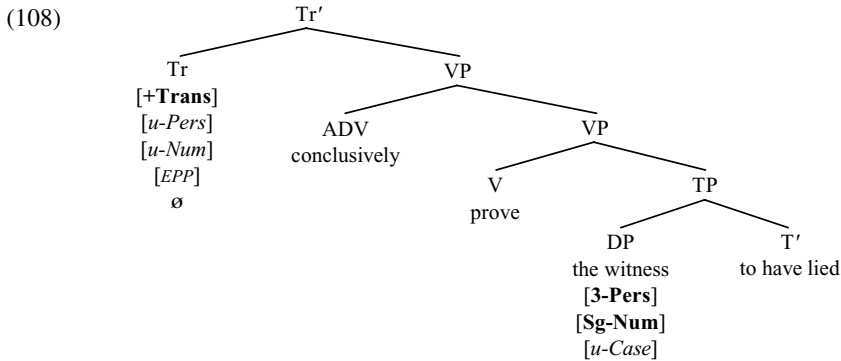 (108) Tr′
Tr VP
[+Trans]
[u-Pers] ADV VP
[u-Num] conclusively
[EPP] V TP
ø prove
DP T′
the witness to have lied
[3-Pers]
[Sg-Num]
[u-Case]